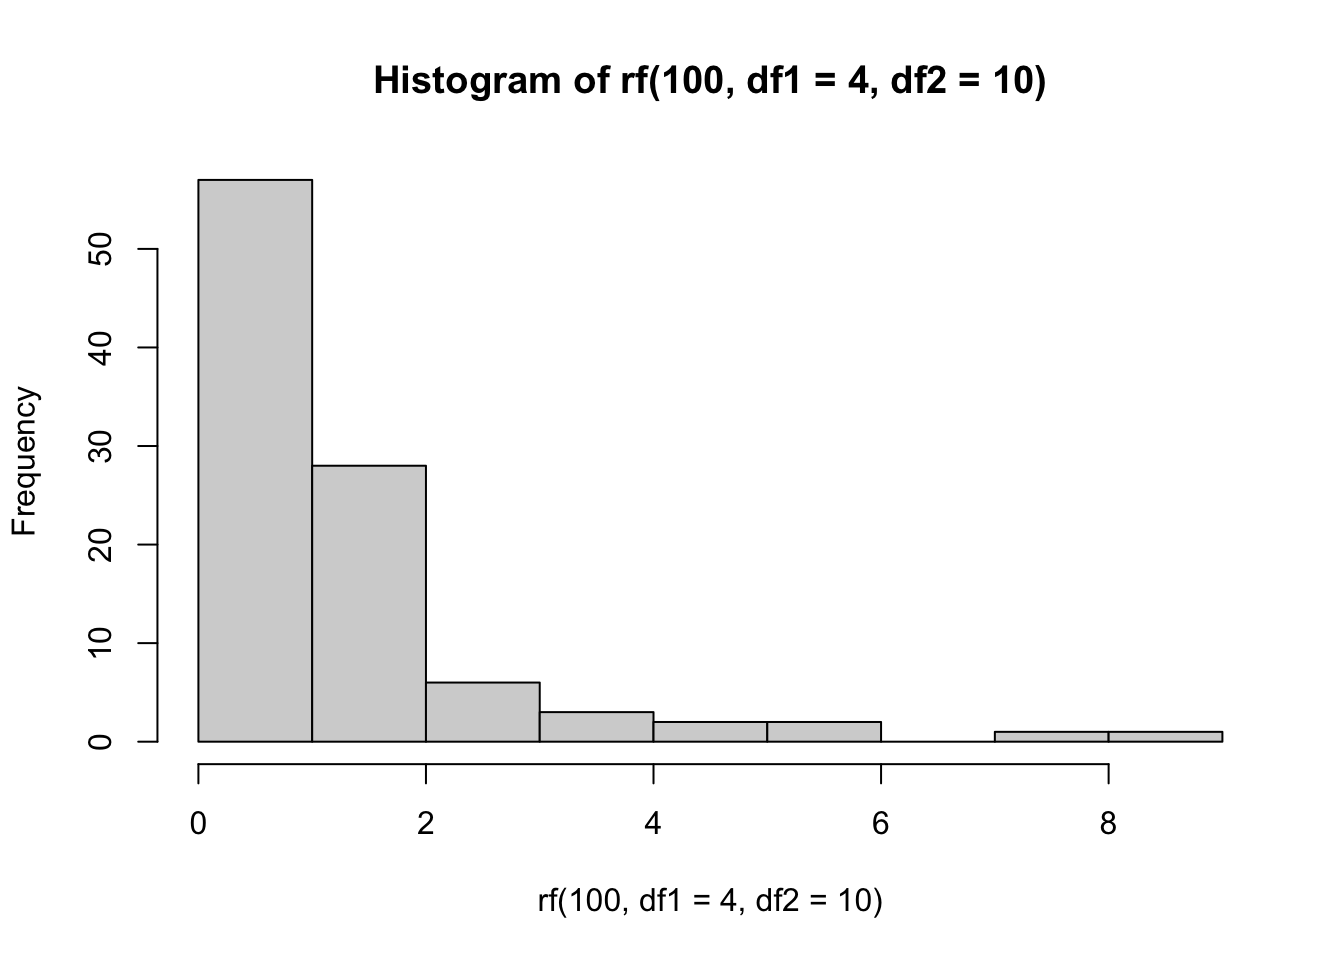 Histogram of rf(100, df1 = 4, df2 = 10)
Frequency
50
40
30
20
10
0
0 2 4 6 8
rf(100, df1 = 4, df2 = 10)